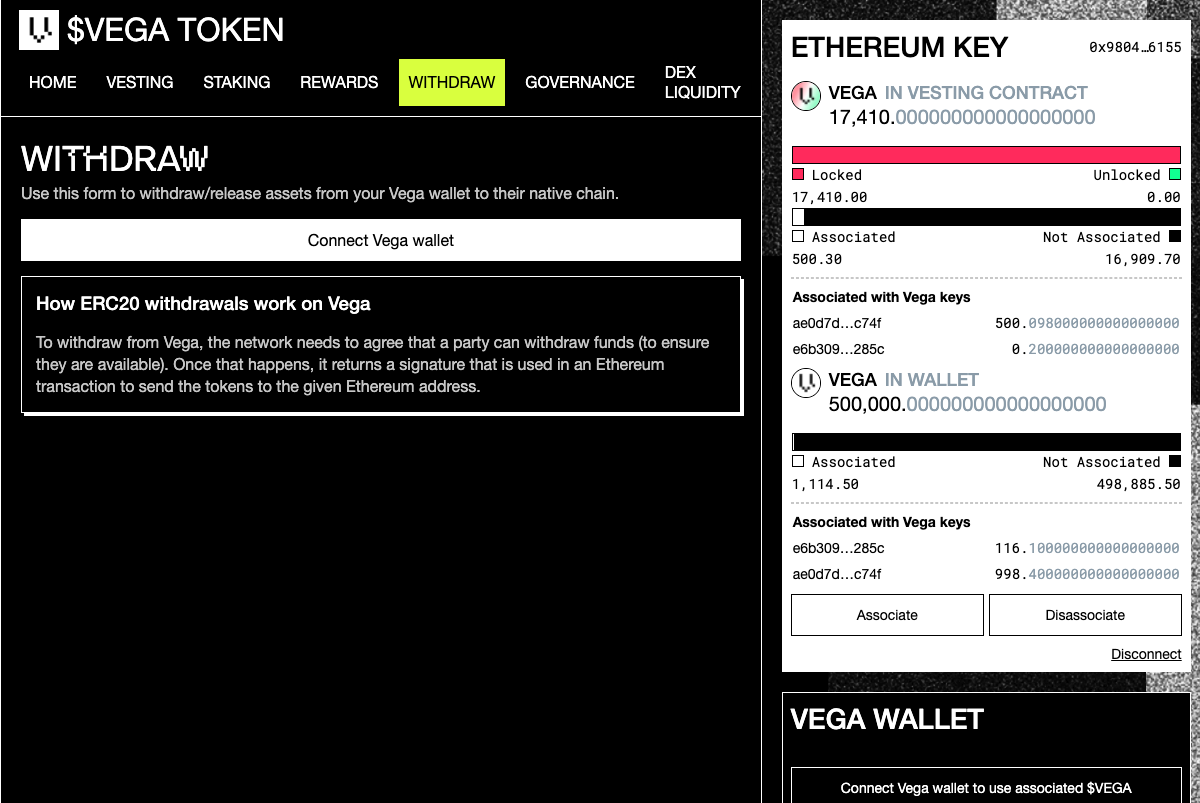 $VEGA TOKEN
HOME VESTING STAKING REWARDS WITHDRAW GOVERNANCE DEX LIQUIDITY
WITHDRAW
Use this form to withdraw/release assets from your Vega wallet to their native chain.
Connect Vega wallet
How ERC20 withdrawals work on Vega
To withdraw from Vega, the network needs to agree that a party can withdraw funds (to ensure
they are available). Once that happens, it returns a signature that is used in an Ethereum
transaction to send the tokens to the given Ethereum address.
ETHEREUM KEY 0x9804…6155
VEGA IN VESTING CONTRACT
17,410.000000000000000000
Locked Unlocked
17,410.00 0.00
Associated Not Associated
500.30 16,909.70
Associated with Vega keys
ae0d7d…c74f 500.098000000000000000
e6b309…285c 0.200000000000000000
VEGA IN WALLET
500,000.000000000000000000
Associated Not Associated
1,114.50 498,885.50
Associated with Vega keys
e6b309…285c 116.100000000000000000
ae0d7d…c74f 998.400000000000000000
Associate Disassociate
Disconnect
VEGA WALLET
Connect Vega wallet to use associated $VEGA